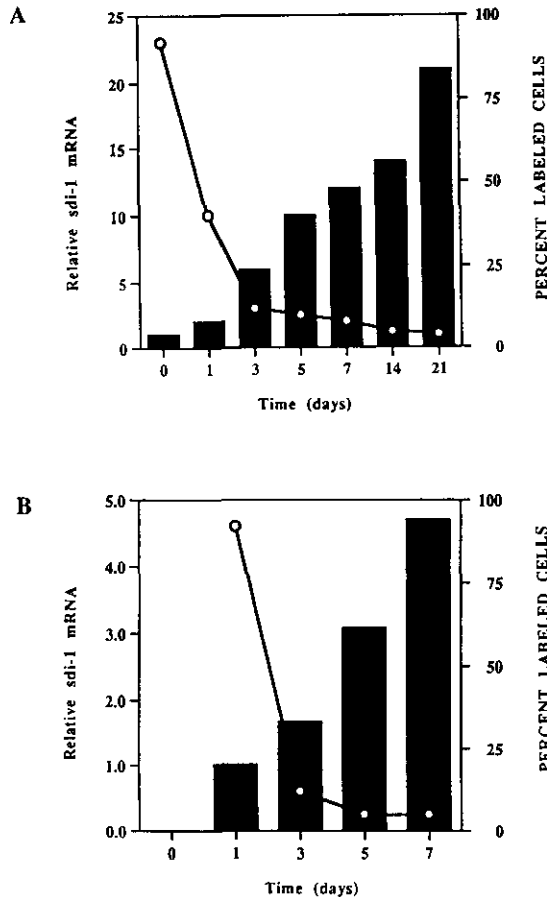 A
Relative sdi-1 mRNA
25
20
15
10
5
0
100
75
50
25
0
PERCENT LABELED CELLS
0 1 3 5 7 14 21
Time (days)
B
Relative sdi-1 mRNA
5.0
4.0
3.0
2.0
1.0
0.0
100
75
50
25
0
PERCENT LABELED CELLS
0 1 3 5 7
Time (days)